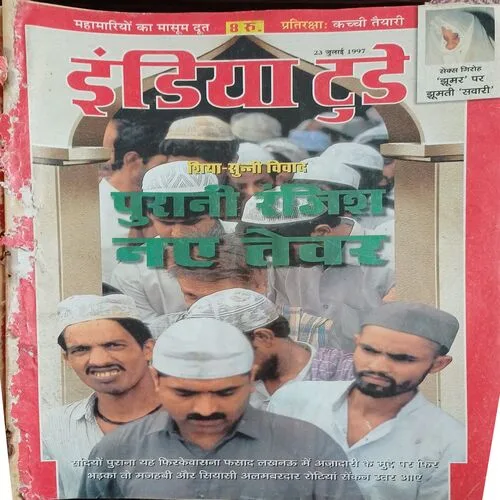 महामारियों का मासूम दूत
8 रु.
प्रतिरक्षा: कच्ची तैयारी
23 जुलाई 1997
इंडिया टुडे
सेक्स गिरोह
'झूमर' पर
झूमती 'सवारी'
शिया-सुन्नी विवाद
पुरानी रंजिश
नए तेवर
सदियों पुराना यह फिरकेवाराना फसाद लखनऊ में अजादारी के मुद्दे पर फिर
भड़का तो मजहबी और सियासी अलमबरदार रोटियां सेंकने उतर आए